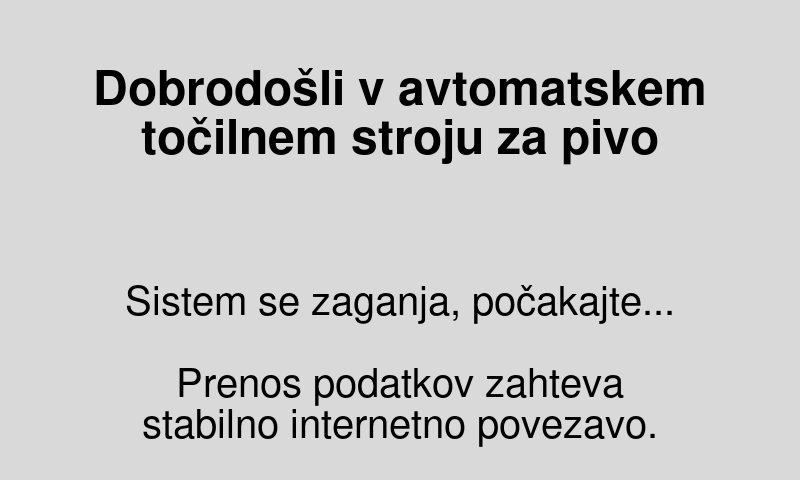 Dobrodošli v avtomatskem
točilnem stroju za pivo
Sistem se zaganja, počakajte...
Prenos podatkov zahteva
stabilno internetno povezavo.